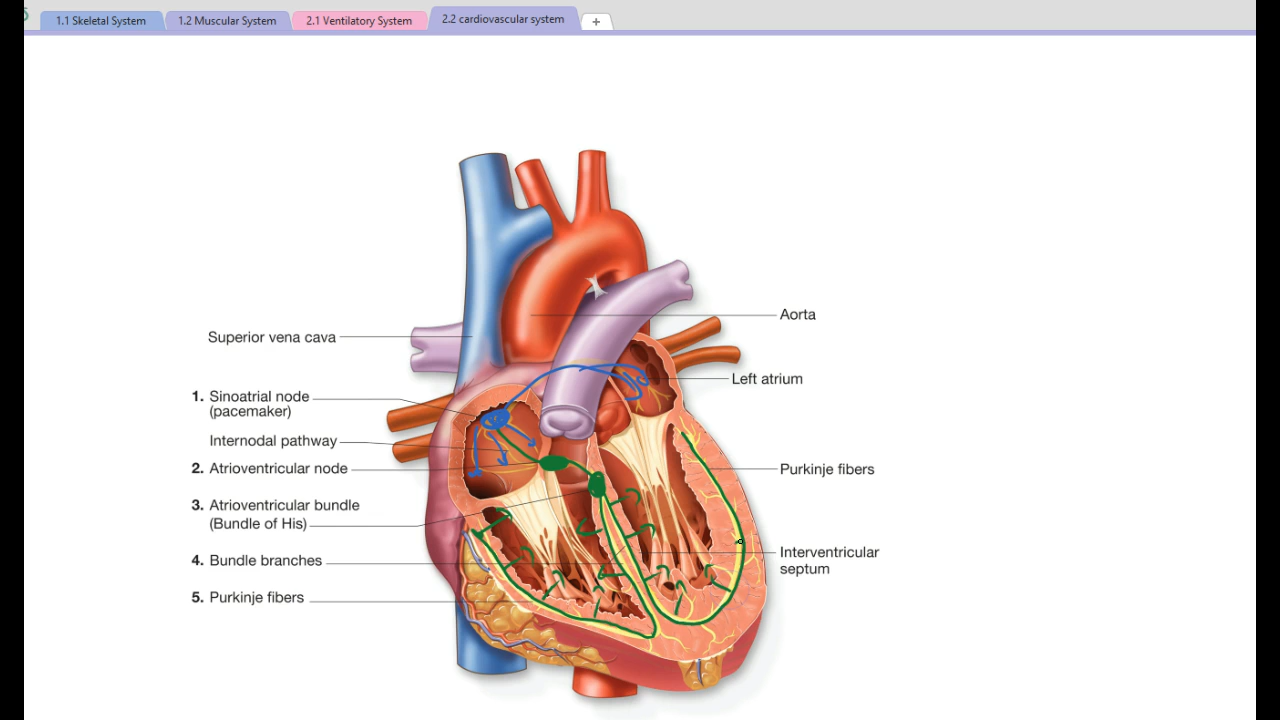 1.1 Skeletal System
1.2 Muscular System
2.1 Ventilatory System
2.2 cardiovascular system
+
Superior vena cava
1. Sinoatrial node
(pacemaker)
Internodal pathway
2. Atrioventricular node
3. Atrioventricular bundle
(Bundle of His)
4. Bundle branches
5. Purkinje fibers
Aorta
Left atrium
Purkinje fibers
Interventricular
septum